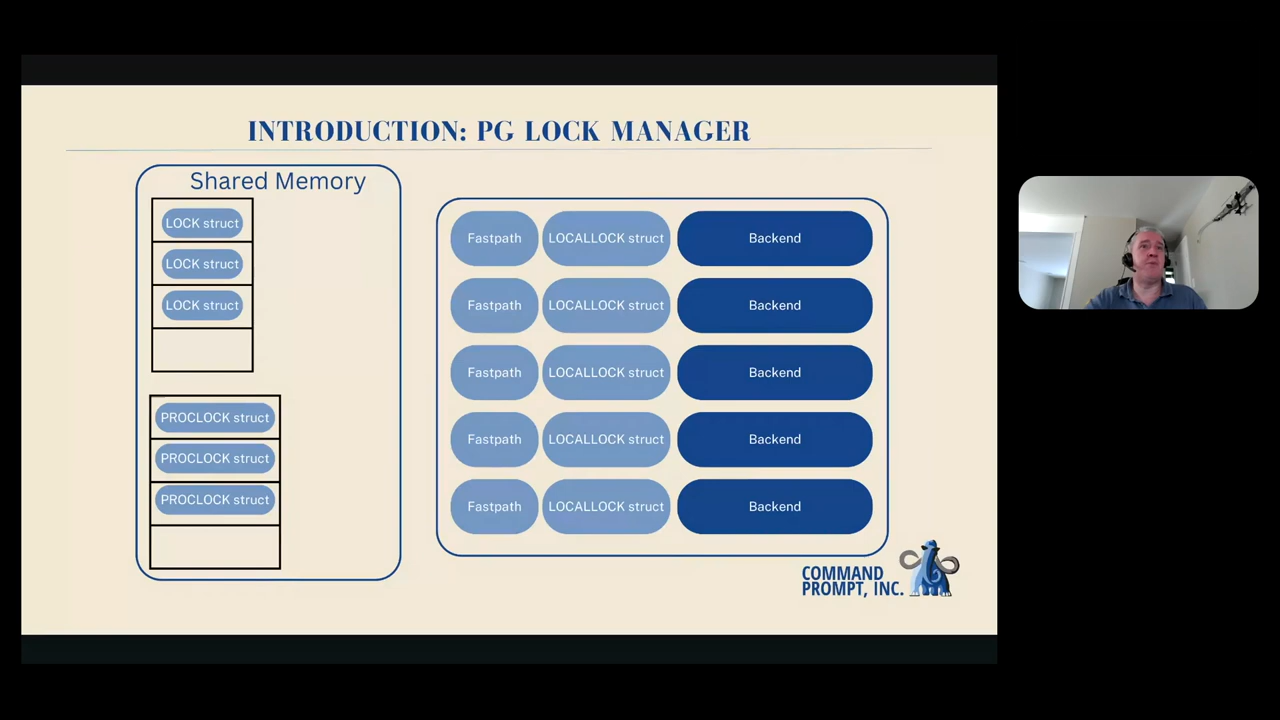 INTRODUCTION: PG LOCK MANAGER
Shared Memory
LOCK struct
LOCK struct
LOCK struct
PROCLOCK struct
PROCLOCK struct
PROCLOCK struct
Fastpath LOCALLOCK struct Backend
Fastpath LOCALLOCK struct Backend
Fastpath LOCALLOCK struct Backend
Fastpath LOCALLOCK struct Backend
Fastpath LOCALLOCK struct Backend
COMMAND
PROMPT, INC.